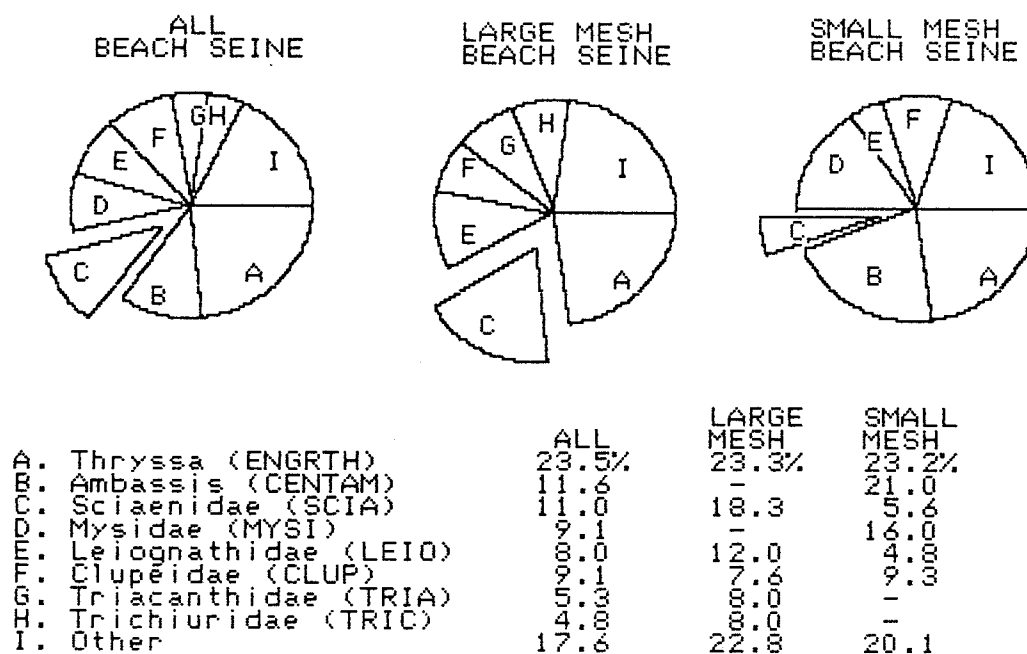 ALL
BEACH SEINE
LARGE MESH
BEACH SEINE
SMALL MESH
BEACH SEINE
A
B
C
D
E
F
G
H
I
A
C
E
F
G
H
I
A
B
C
D
E
F
I
ALL LARGE MESH SMALL MESH
A. Thryssa (ENGRTH) 23.5% 23.3% 23.2%
B. Ambassis (CENTAM) 11.6 - 21.0
C. Sciaenidae (SCIA) 11.0 18.3 5.6
D. Mysidae (MYSI) 9.1 - 16.0
E. Leiognathidae (LEIO) 8.0 12.0 4.8
F. Clupeidae (CLUP) 9.1 7.6 9.3
G. Triacanthidae (TRIA) 5.3 8.0 -
H. Trichiuridae (TRIC) 4.8 8.0 -
I. Other 17.6 22.8 20.1